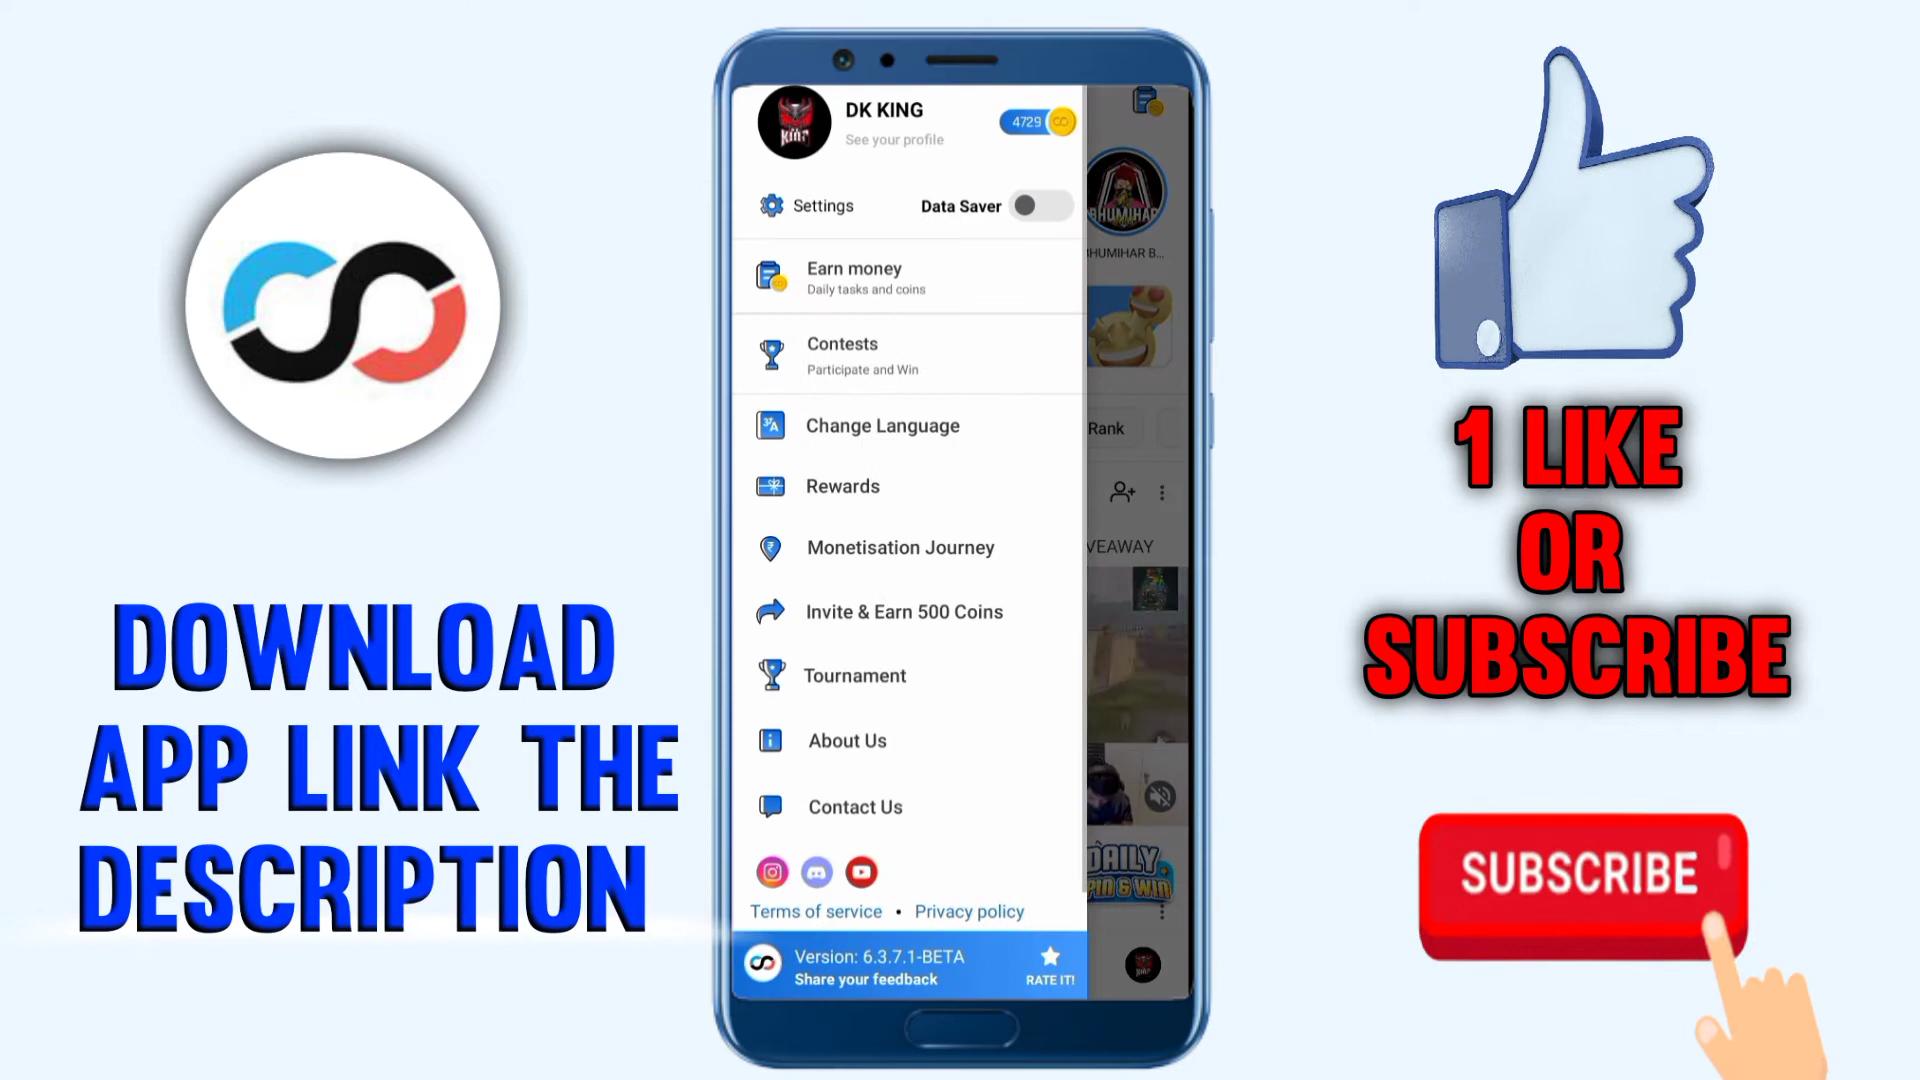 DOWNLOAD
APP LINK THE
DESCRIPTION
DK KING
See your profile
4729
Settings
Data Saver
Earn money
Daily tasks and coins
Contests
Participate and Win
Change Language
Rewards
Monetisation Journey
Invite & Earn 500 Coins
Tournament
About Us
Contact Us
Terms of service • Privacy policy
Version: 6.3.7.1-BETA
Share your feedback
RATE IT!
BHUMIHAR
HUMIHAR B...
Rank
VEAWAY
DAILY
PIN & WIN
1 LIKE
OR
SUBSCRIBE
SUBSCRIBE